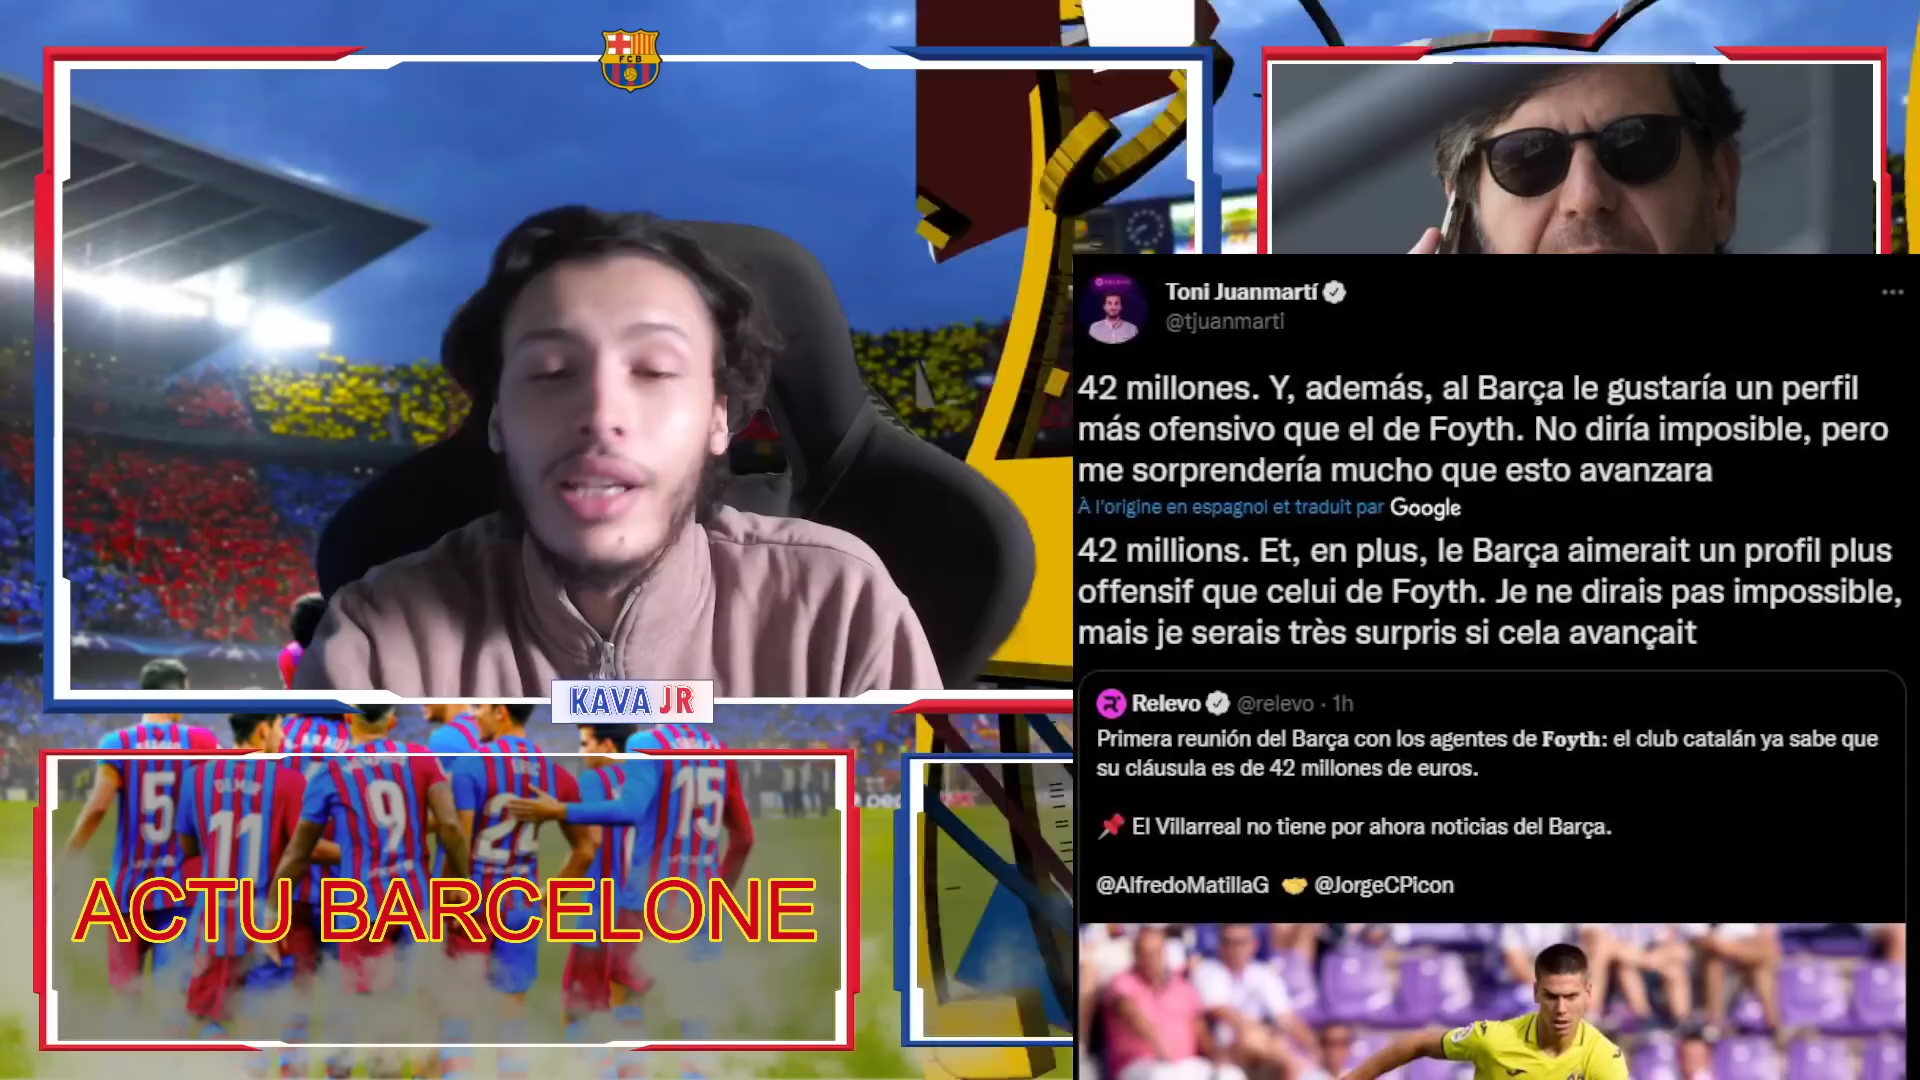 FCB
KAVA JR
5
DEMIR
11
9
15
ACTU BARCELONE
Toni Juanmartí
@tjuanmarti
42 millones. Y, además, al Barça le gustaría un perfil
más ofensivo que el de Foyth. No diría imposible, pero
me sorprendería mucho que esto avanzara
À l'origine en espagnol et traduit par Google
42 millions. Et, en plus, le Barça aimerait un profil plus
offensif que celui de Foyth. Je ne dirais pas impossible,
mais je serais très surpris si cela avançait
Relevo @relevo · 1h
Primera reunión del Barça con los agentes de Foyth: el club catalán ya sabe que
su cláusula es de 42 millones de euros.
📌 El Villarreal no tiene por ahora noticias del Barça.
@AlfredoMatillaG 🤝 @JorgeCPicon